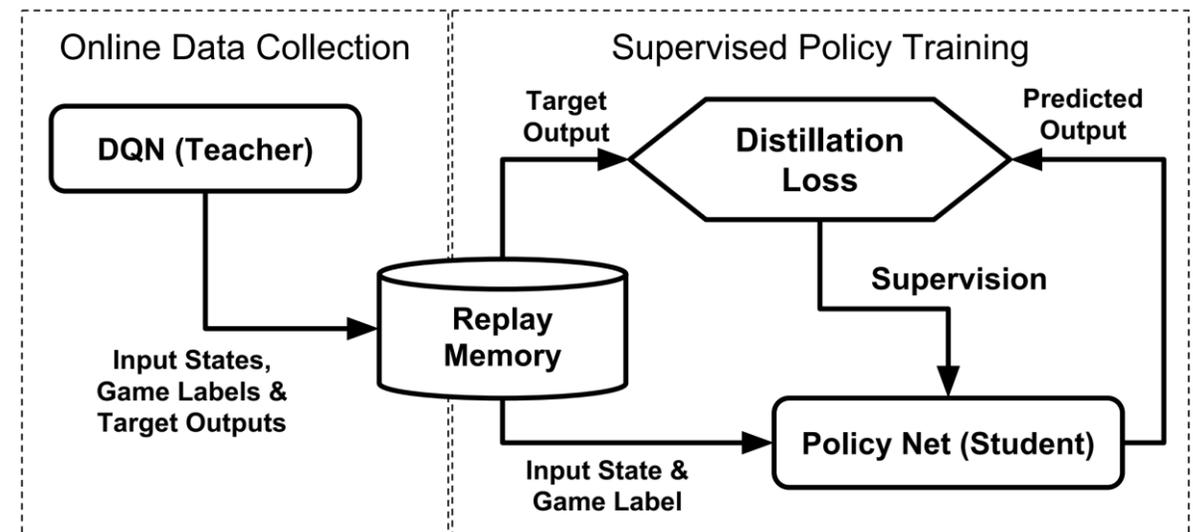 Online Data Collection
Supervised Policy Training
DQN (Teacher)
Target
Output
Distillation
Loss
Predicted
Output
Supervision
Replay
Memory
Input States,
Game Labels &
Target Outputs
Policy Net (Student)
Input State &
Game Label